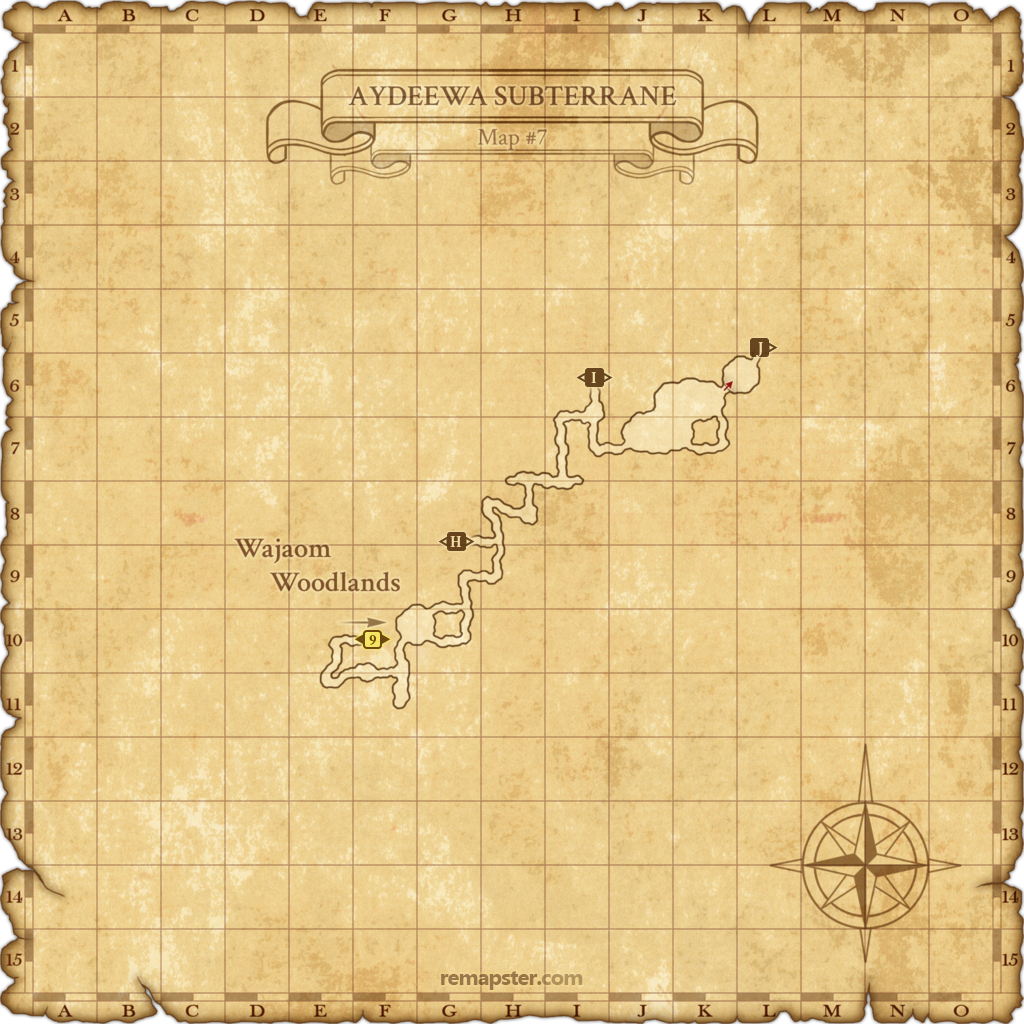 A B C D E F G H I J K L M N O
1 1
AYDEEWA SUBTERRANE
2 2
Map #7
3 3
4 4
5 5
J
I
6 6
7 7
8 8
H
Wajaom
9 9
Woodlands
9
10 10
11 11
12 12
13 13
14 14
15 15
remapster.com
A B C D E F G H I J K L M N O